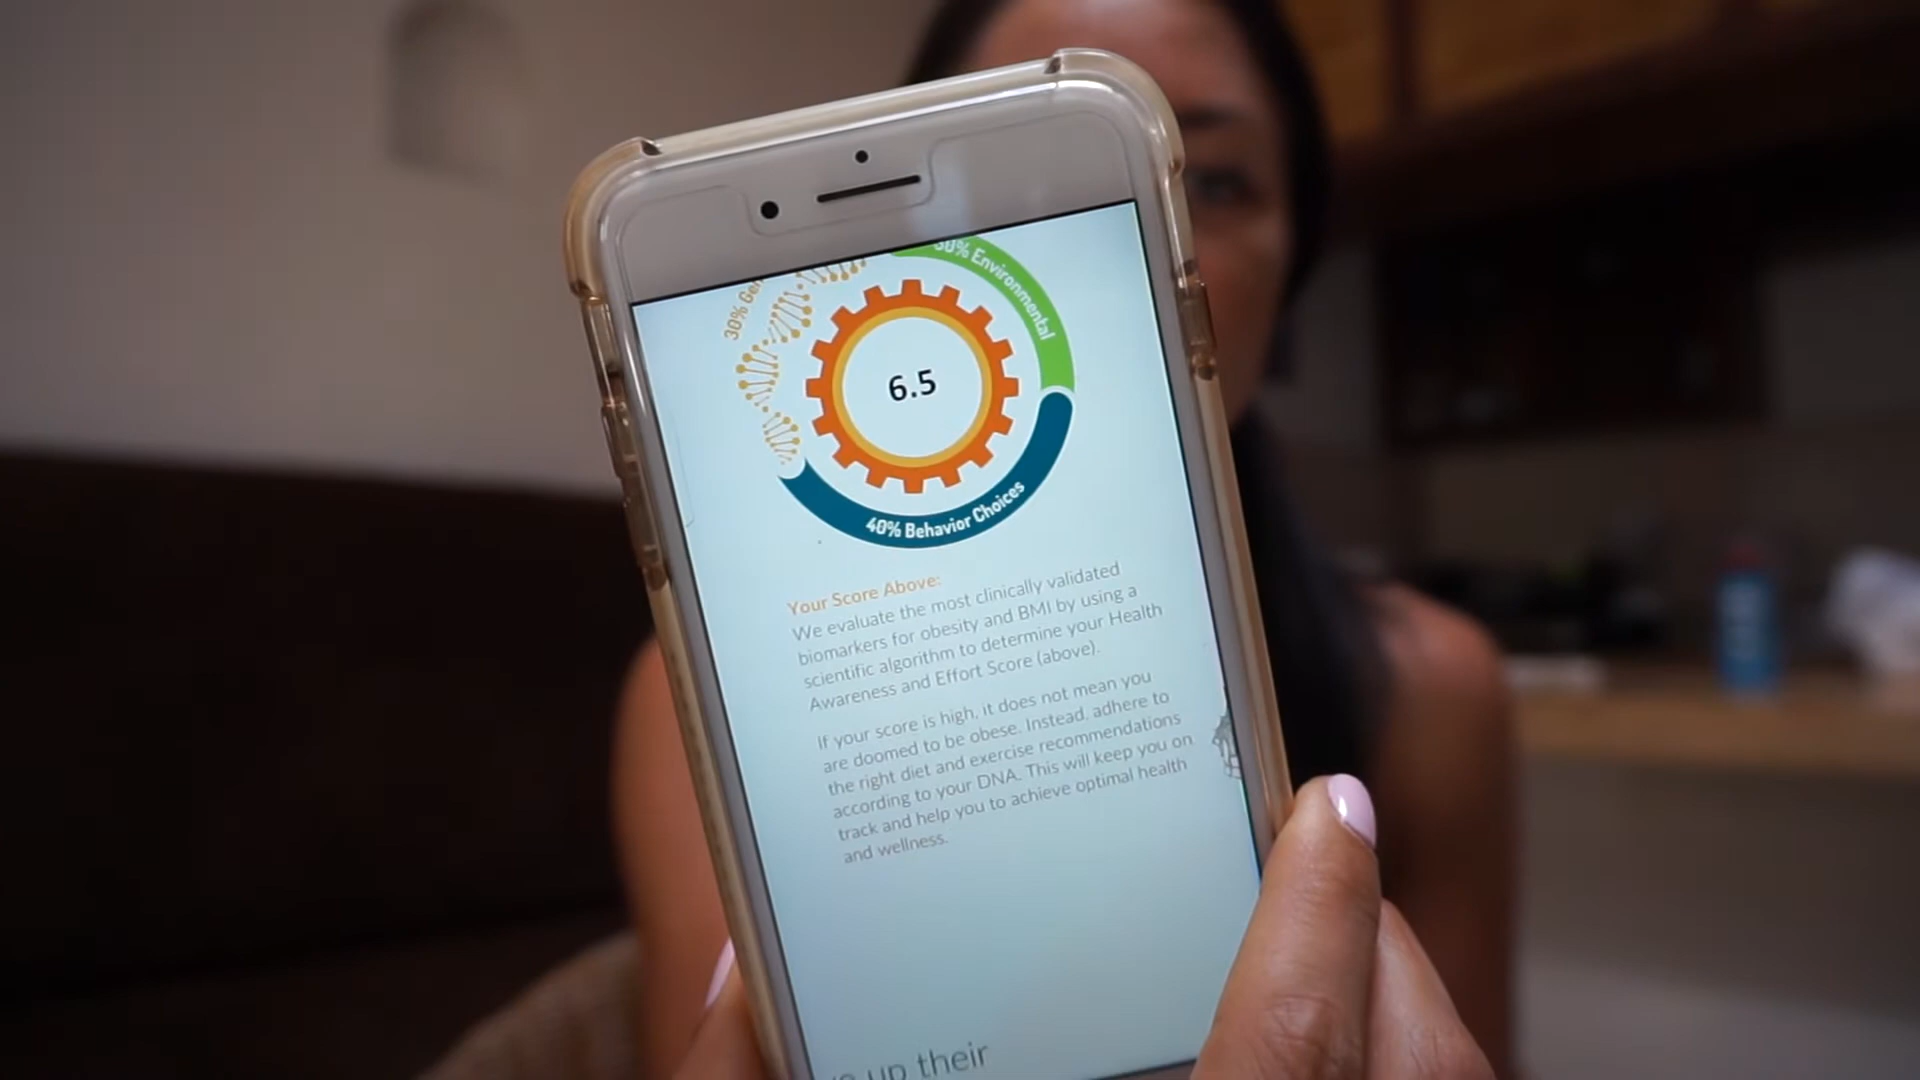 30%
% Environmental
6.5
40% Behavior Choices
Your Score Above:
We evaluate the most clinically validated
biomarkers for obesity and BMI by using a
scientific algorithm to determine your Health
Awareness and Effort Score (above).
If your score is high, it does not mean you
are doomed to be obese. Instead, adhere to
the right diet and exercise recommendations
according to your DNA. This will keep you on
track and help you to achieve optimal health
and wellness.
up their